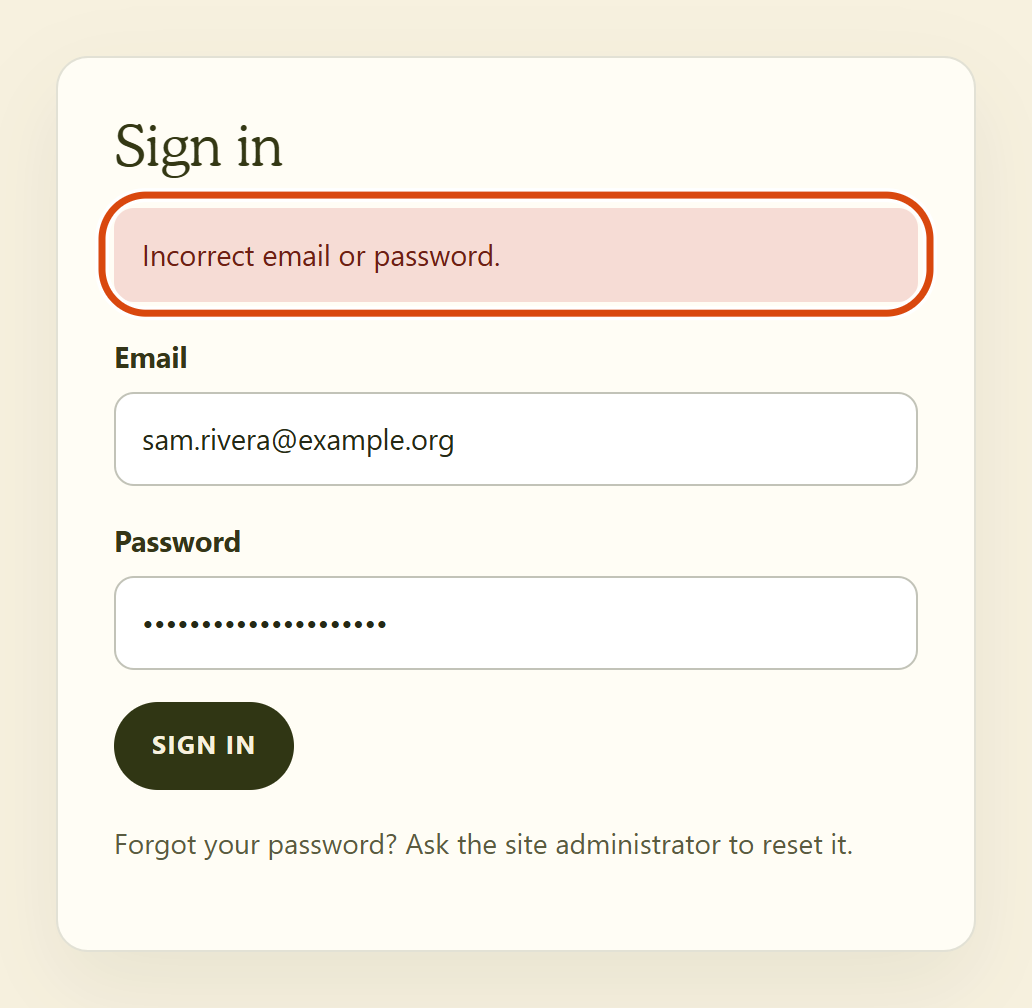 Sign in
Incorrect email or password.
Email
sam.rivera@example.org
Password
•••••••••••••••••••••
SIGN IN
Forgot your password? Ask the site administrator to reset it.